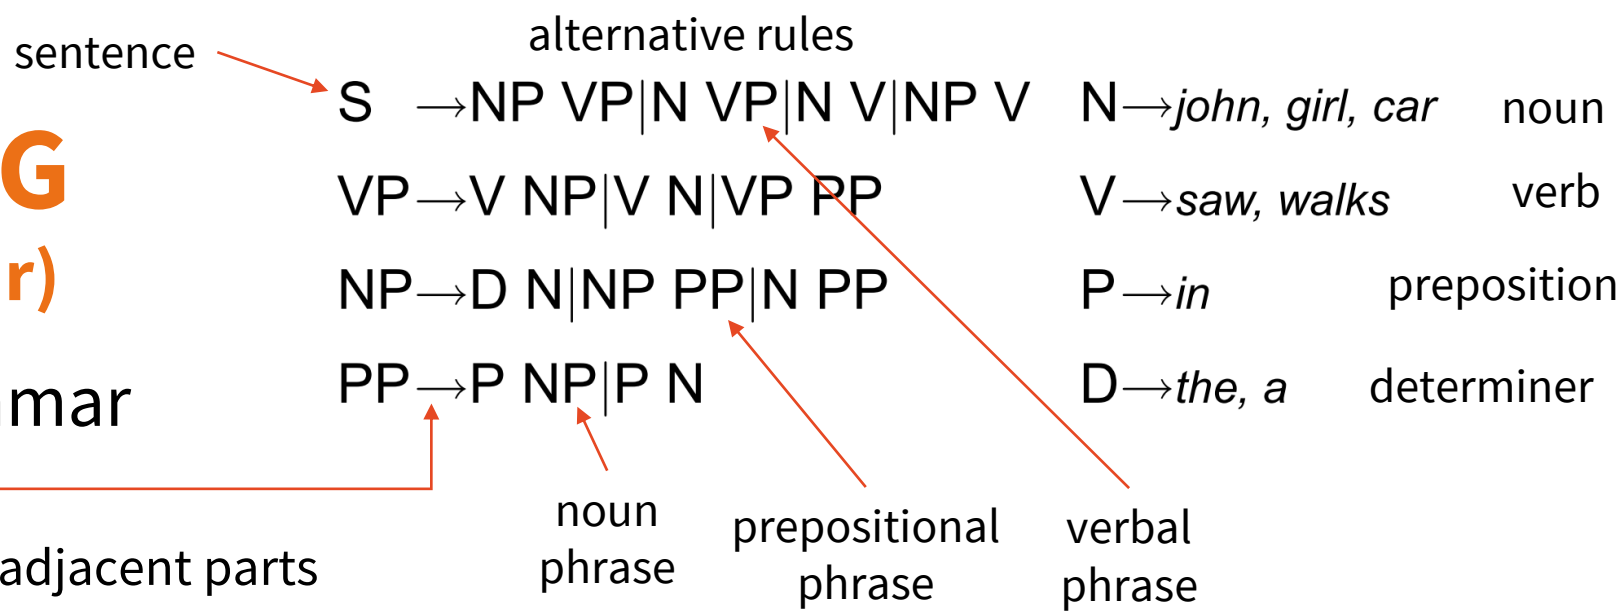 alternative rules
sentence
S →NP VP|N VP|N V|NP V N→john, girl, car noun
G
VP→V NP|V N|VP PP V→saw, walks verb
r)
NP→D N|NP PP|N PP P→in preposition
mar
PP→P NP|P N D→the, a determiner
noun phrase
prepositional phrase
verbal phrase
adjacent parts